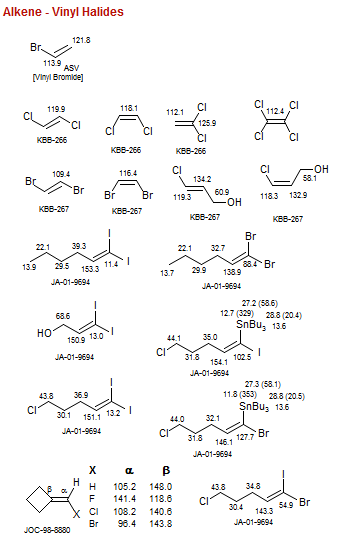 Alkene - Vinyl Halides
Br 121.8
113.9 ASV
[Vinyl Bromide]
Cl 119.9 Cl
KBB-266
118.1
Cl Cl
KBB-266
112.1 Cl
125.9
Cl
KBB-266
Cl 112.4 Cl
Cl Cl
Br 109.4 Br
KBB-267
116.4
Br Br
KBB-267
Cl 134.2
119.3 60.9 OH
KBB-267
Cl OH
58.1
118.3 132.9
KBB-267
I
22.1 39.3
13.9 29.5 153.3 11.4 I
JA-01-9694
Br
22.1 32.7
13.7 29.9 138.9 88.4 Br
JA-01-9694
I
68.6
HO 150.9 13.0 I
JA-01-9694
27.2 (58.6)
12.7 (329) 28.8 (20.4)
SnBu3 13.6
44.1 35.0
Cl 31.8 154.1 102.5 I
JA-01-9694
I
43.8 36.9
Cl 30.1 151.1 13.2 I
JA-01-9694
27.3 (58.1)
11.8 (353) 28.8 (20.5)
SnBu3 13.6
44.0 32.1
Cl 31.8 146.1 127.7 Br
JA-01-9694
β α H
X
JOC-98-8880
X α β
H 105.2 148.0
F 141.4 118.6
Cl 108.2 140.6
Br 96.4 143.8
I
43.8 34.8
Cl 30.4 143.3 54.9 Br
JA-01-9694